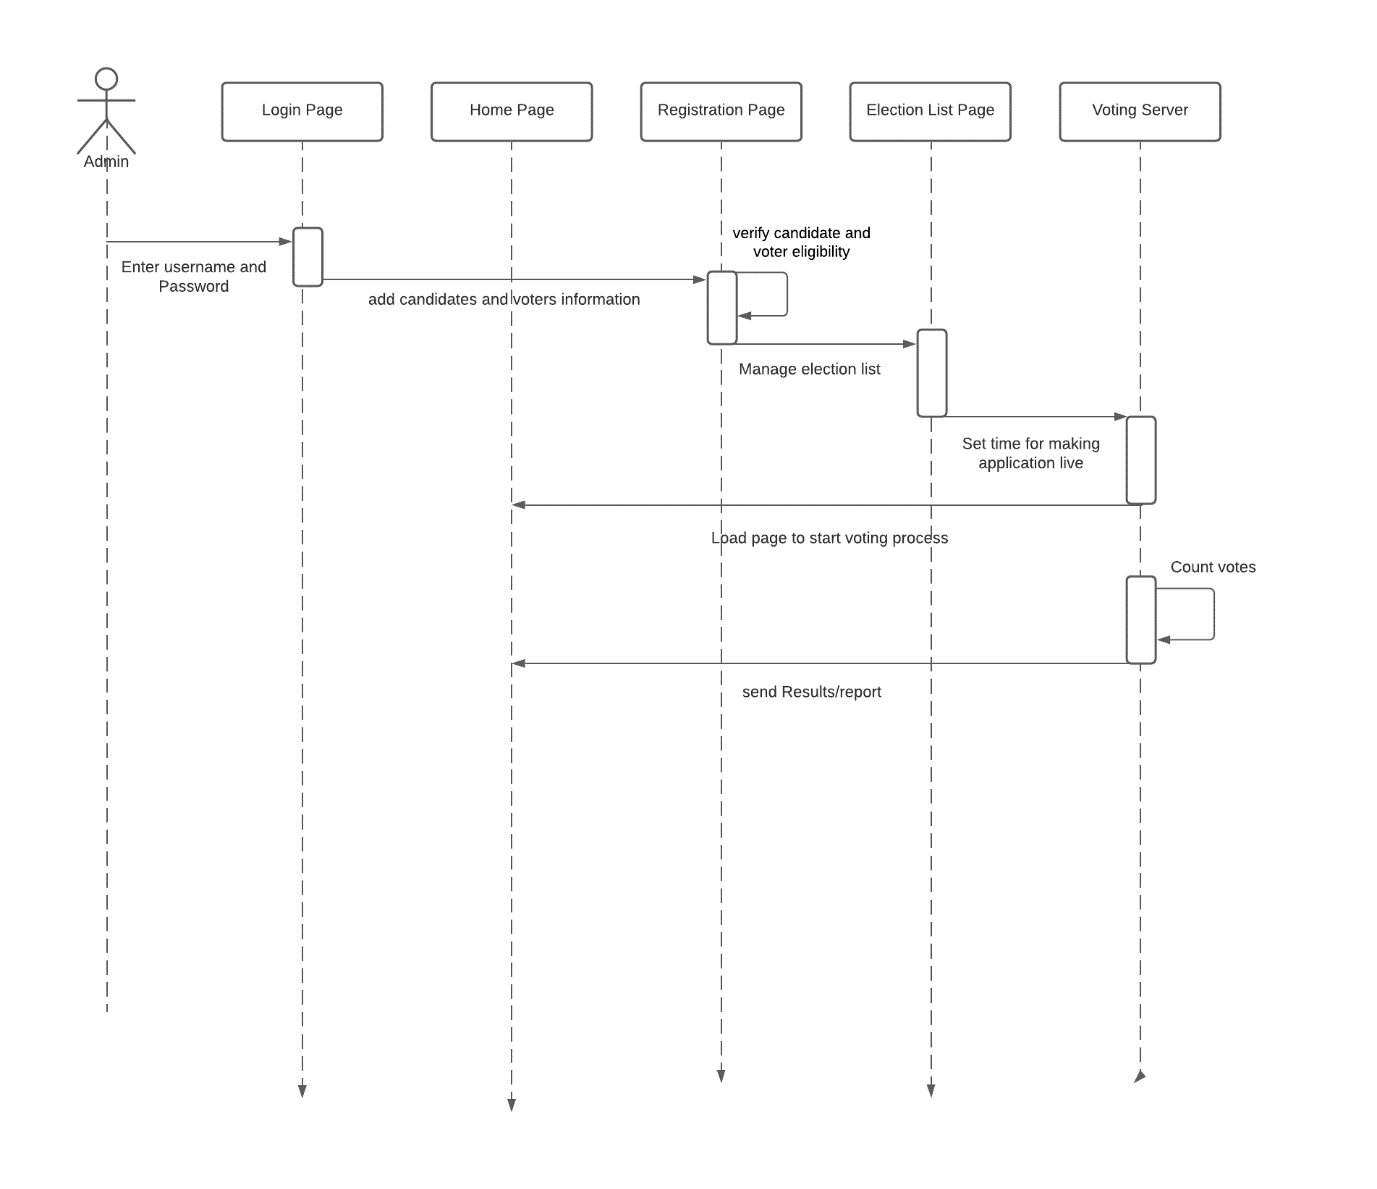 Admin
Login Page
Home Page
Registration Page
Election List Page
Voting Server
verify candidate and
voter eligibility
Enter username and
Password
add candidates and voters information
Manage election list
Set time for making
application live
Load page to start voting process
Count votes
send Results/report